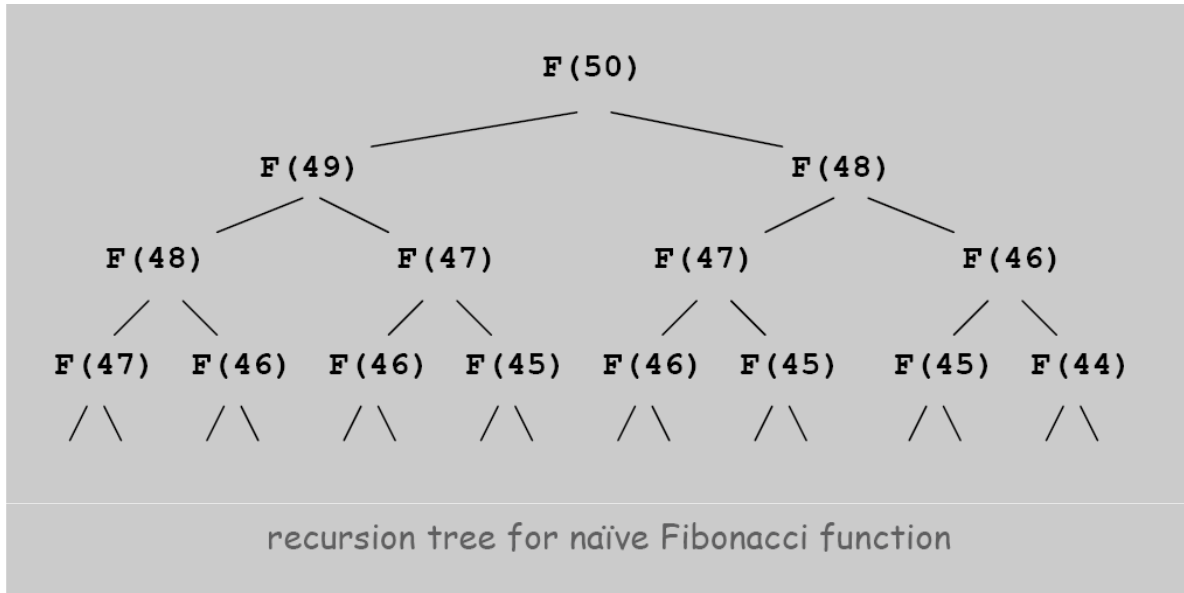 F(50)
F(49) F(48)
F(48) F(47) F(47) F(46)
F(47) F(46) F(46) F(45) F(46) F(45) F(45) F(44)
recursion tree for naïve Fibonacci function